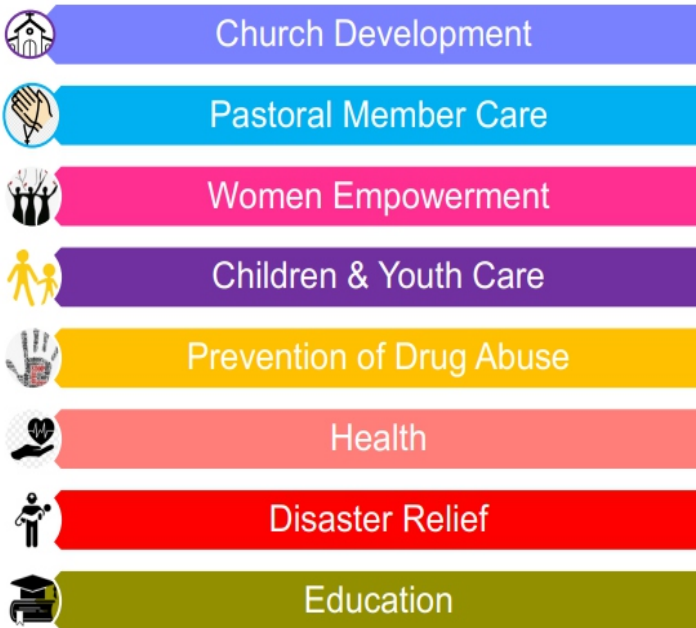 Church Development
Pastoral Member Care
Women Empowerment
Children & Youth Care
Prevention of Drug Abuse
Health
Disaster Relief
Education